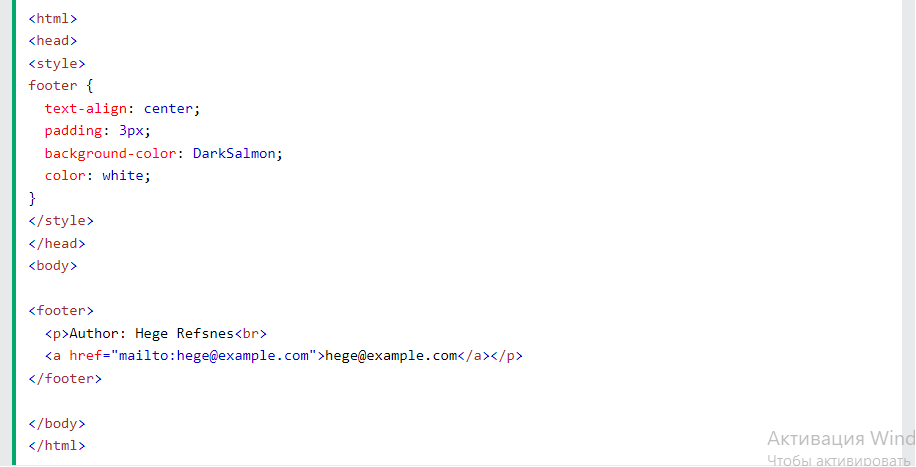 <html>
<head>
<style>
footer {
  text-align: center;
  padding: 3px;
  background-color: DarkSalmon;
  color: white;
}
</style>
</head>
<body>

<footer>
  <p>Author: Hege Refsnes<br>
  <a href="mailto:hege@example.com">hege@example.com</a></p>
</footer>

</body>
</html>
Активация Wind
Чтобы активировать